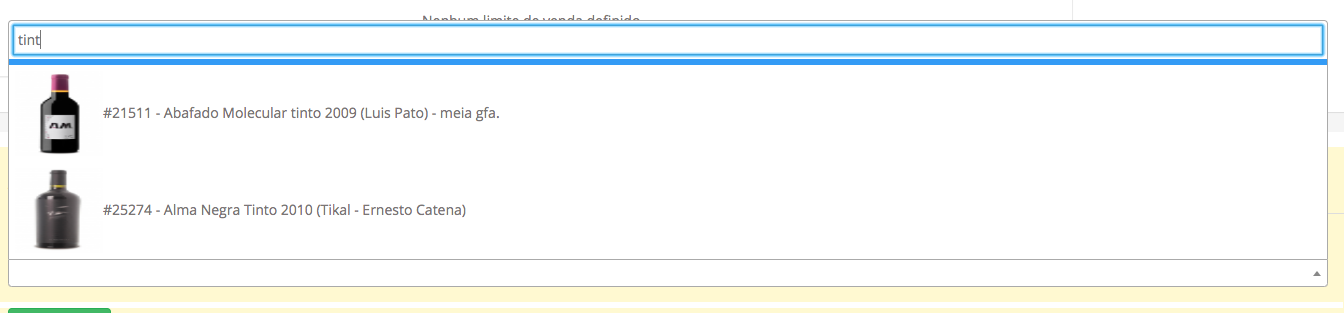 Nenhum limite de venda definido
tint
#21511 - Abafado Molecular tinto 2009 (Luis Pato) - meia gfa.
#25274 - Alma Negra Tinto 2010 (Tikal - Ernesto Catena)